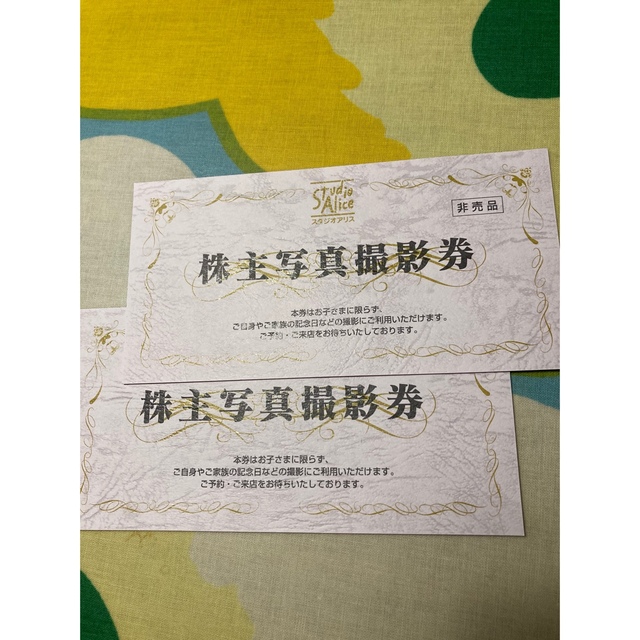 Studio
Alice
スタジオアリス
非売品
株主写真撮影券
本券はお子さまに限らず、
ご自身やご家族の記念日などの撮影にご利用いただけます。
ご予約・ご来店をお待ちいたしております。
株主写真撮影券
本券はお子さまに限らず、
ご自身やご家族の記念日などの撮影にご利用いただけます。
ご予約・ご来店をお待ちいたしております。